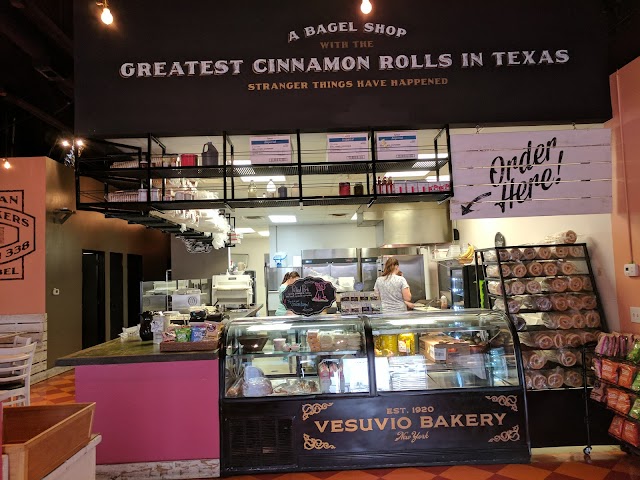 A BAGEL SHOP
WITH THE
GREATEST CINNAMON ROLLS IN TEXAS
STRANGER THINGS HAVE HAPPENED
Order
Here!
338
EST. 1920
VESUVIO BAKERY
New York